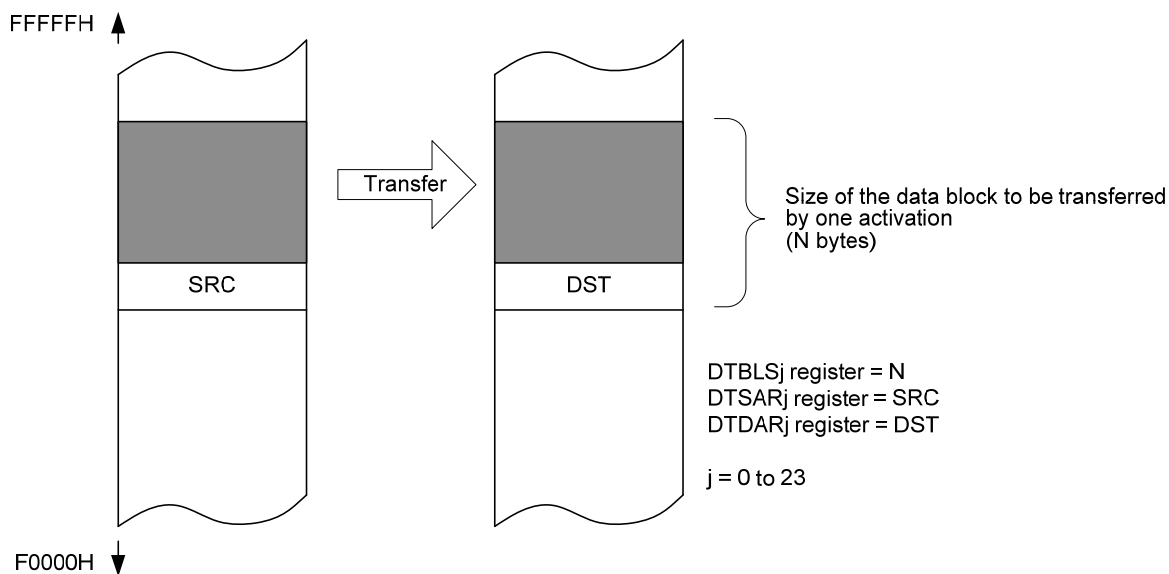 FFFFFH
Transfer
SRC
DST
Size of the data block to be transferred
by one activation
(N bytes)
DTBLSj register = N
DTSARj register = SRC
DTDARj register = DST
j = 0 to 23
F0000H